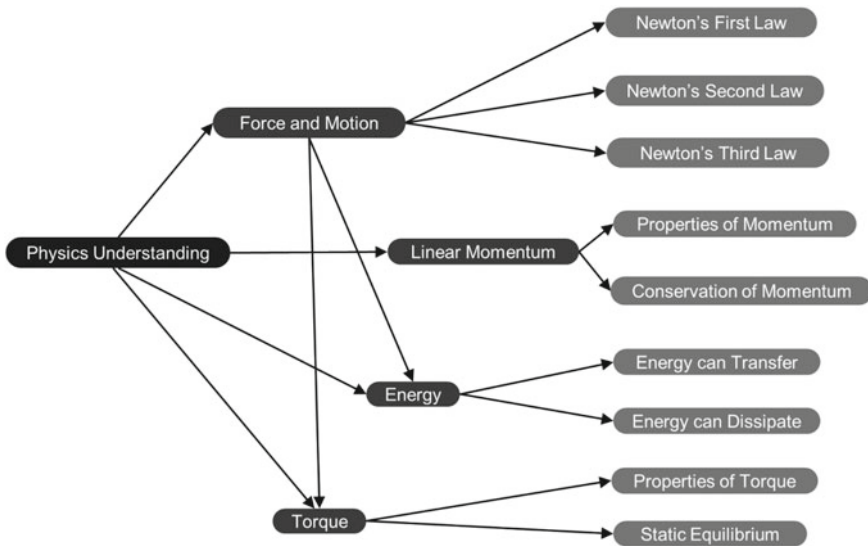 Newton's First Law
Newton's Second Law
Force and Motion
Newton's Third Law
Properties of Momentum
Physics Understanding
Linear Momentum
Conservation of Momentum
Energy can Transfer
Energy
Energy can Dissipate
Properties of Torque
Torque
Static Equilibrium